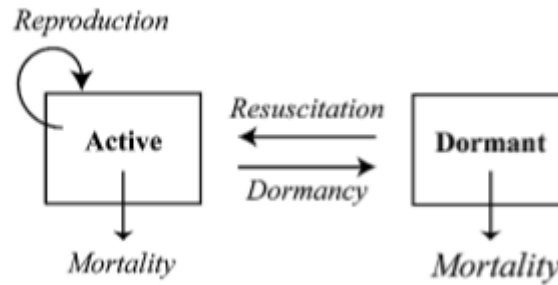 Reproduction
Active
Resuscitation
Dormancy
Dormant
Mortality
Mortality